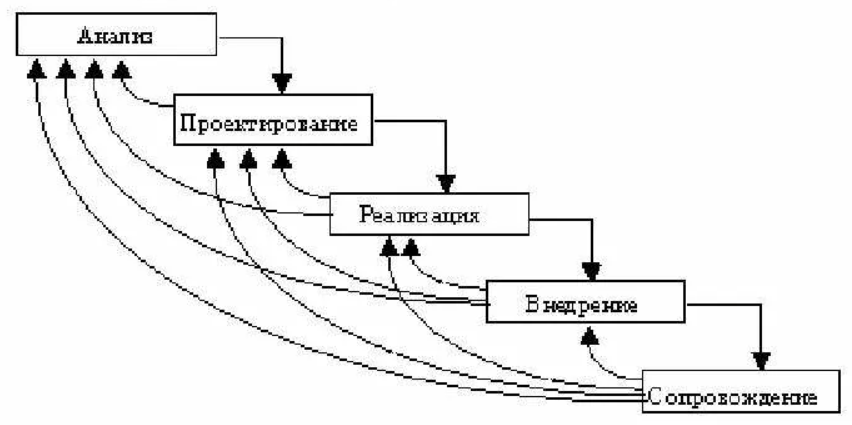 Анализ
Проектирование
Реализация
Внедрение
Сопровождение